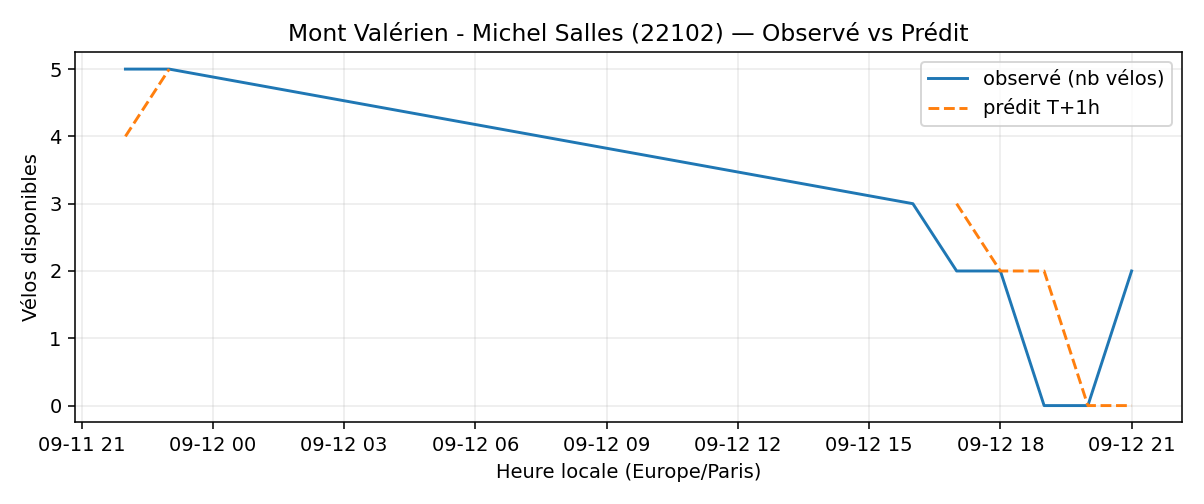 Mont Valérien - Michel Salles (22102) — Observé vs Prédit
observé (nb vélos)
prédit T+1h
Vélos disponibles
5
4
3
2
1
0
09-11 21 09-12 00 09-12 03 09-12 06 09-12 09 09-12 12 09-12 15 09-12 18 09-12 21
Heure locale (Europe/Paris)